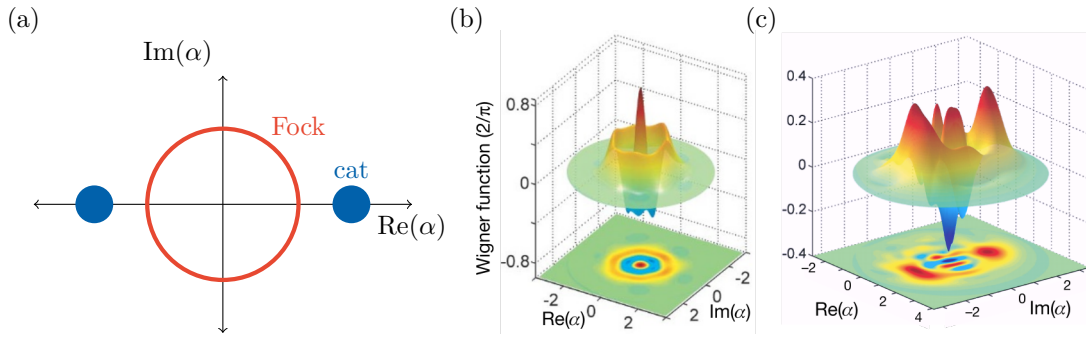 (a)
Im(α)
Fock
cat
Re(α)
(b)
Wigner function (2/π)
0.8
0
-0.8
-2
0
2
Re(α)
-2
0
2
Im(α)
(c)
0.4
0.2
0
-0.2
-0.4
-2
0
2
4
Re(α)
-2
0
2
Im(α)